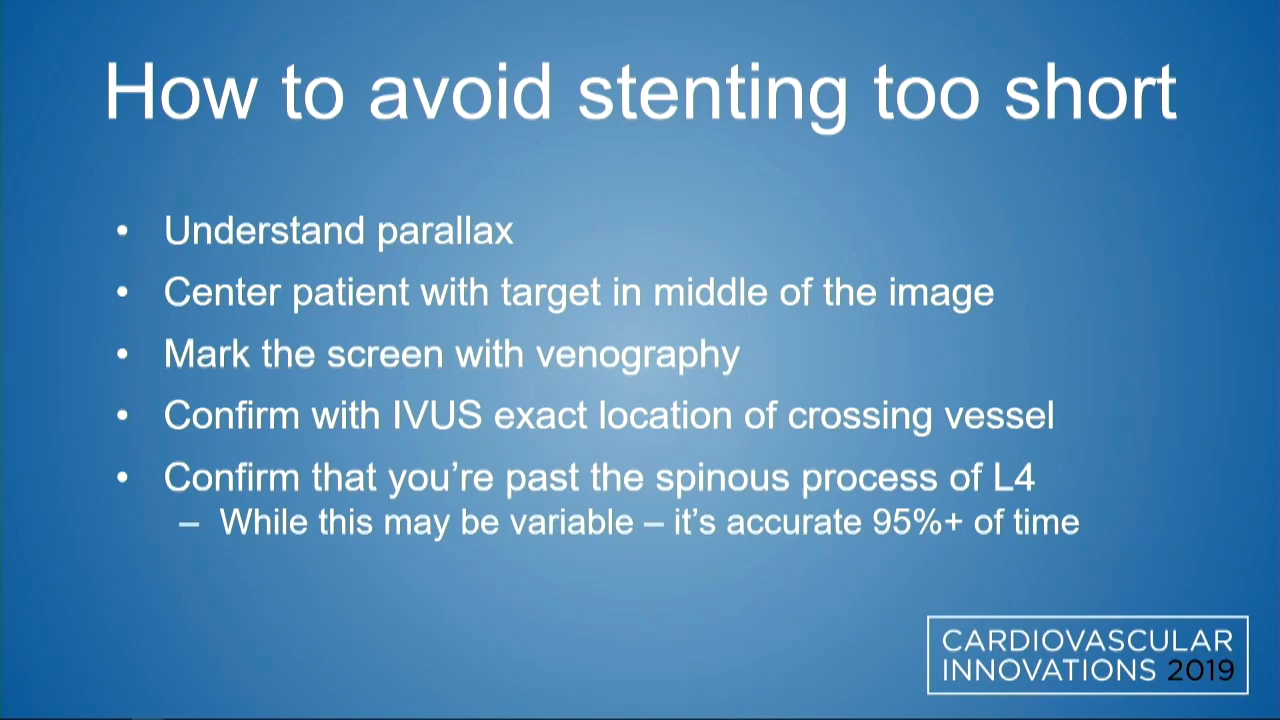 How to avoid stenting too short
• Understand parallax
• Center patient with target in middle of the image
• Mark the screen with venography
• Confirm with IVUS exact location of crossing vessel
• Confirm that you’re past the spinous process of L4
– While this may be variable – it’s accurate 95%+ of time
CARDIOVASCULAR
INNOVATIONS 2019